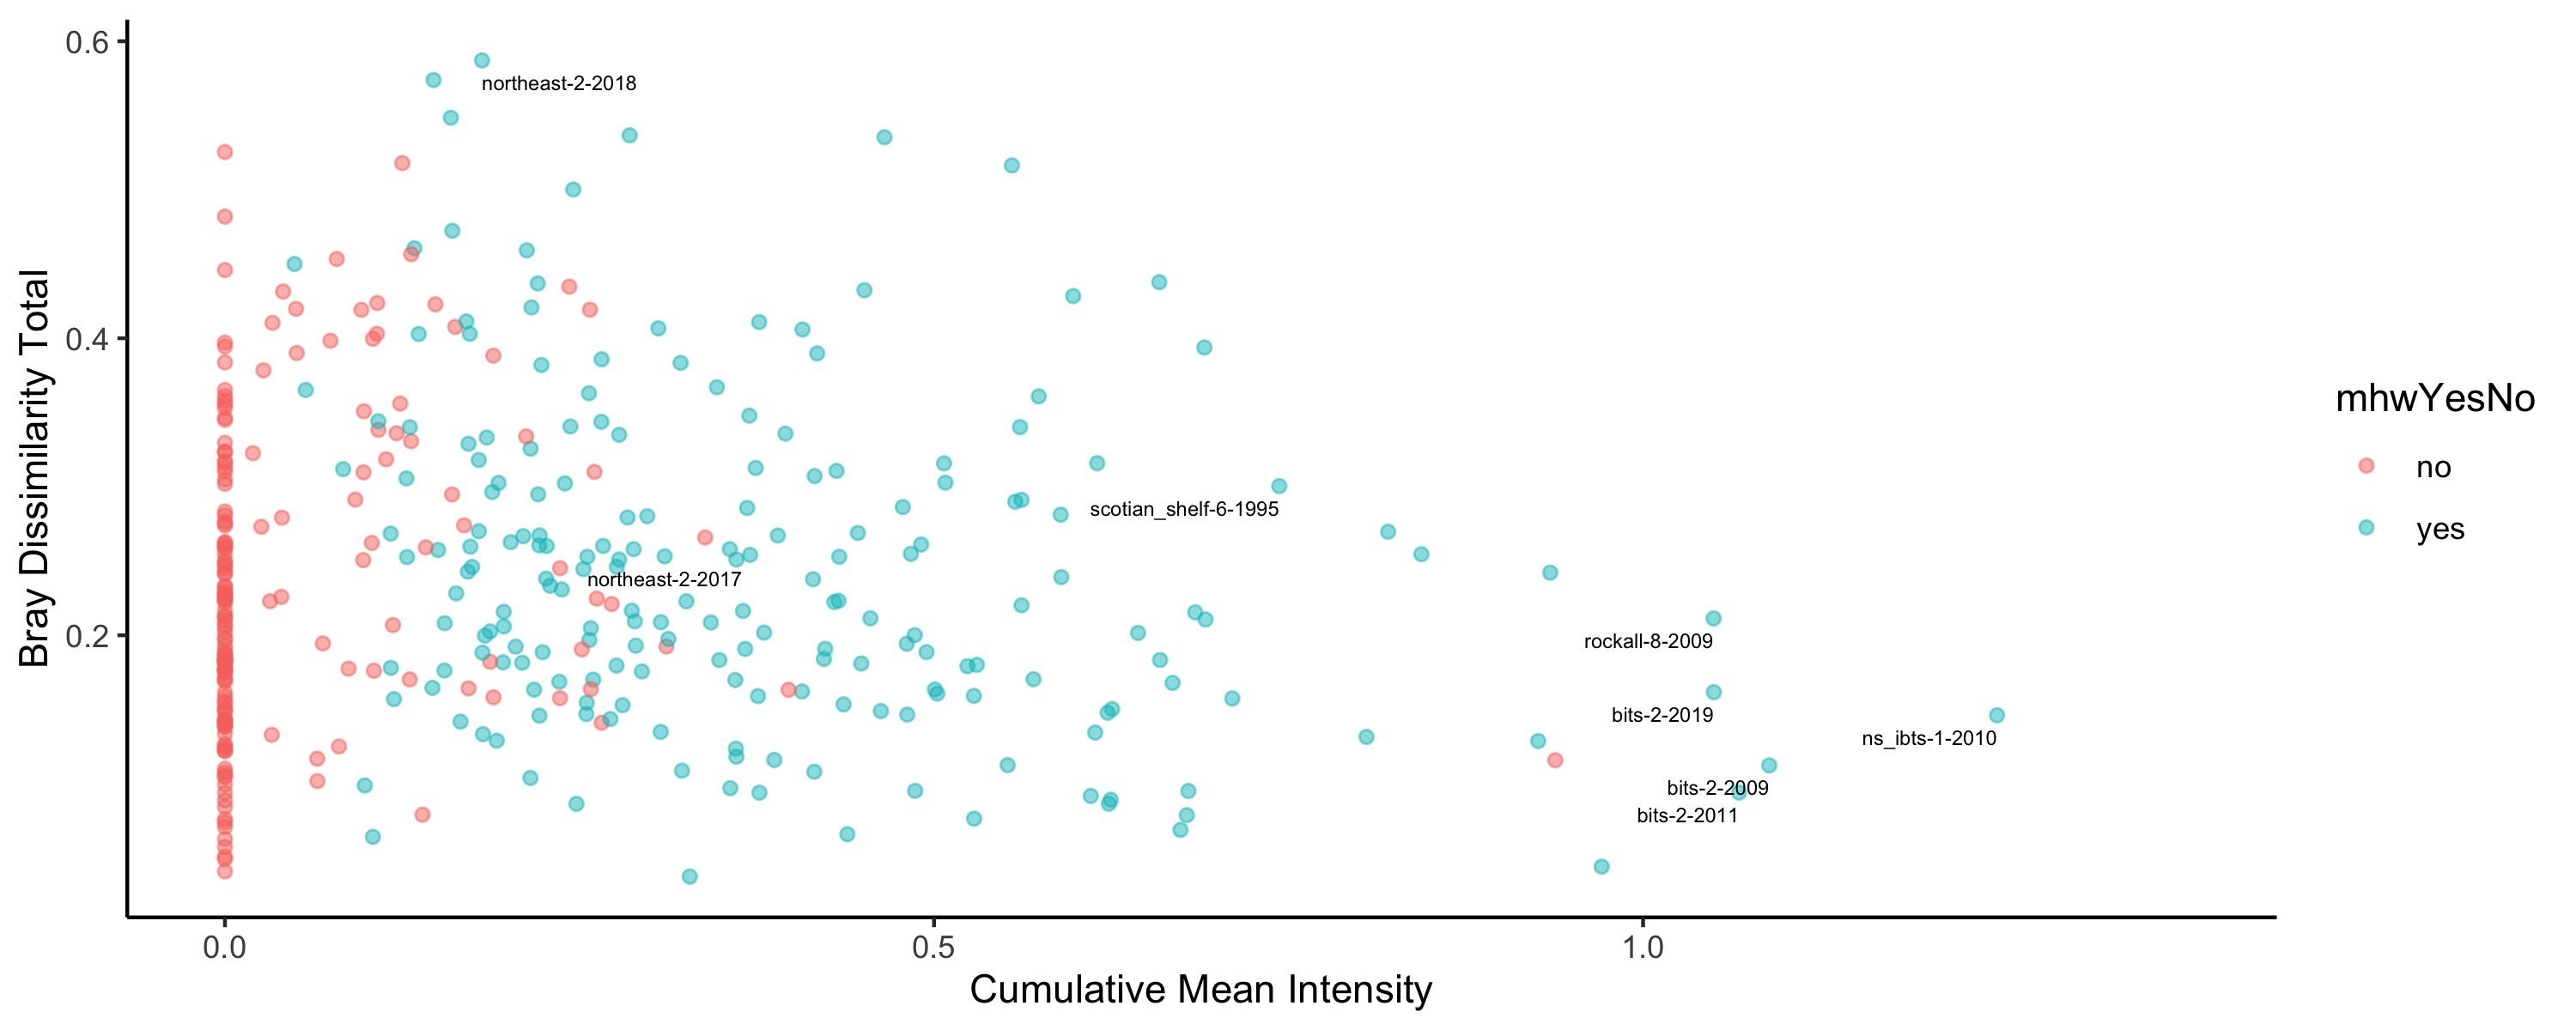 0.6
northeast-2-2018
0.4
scotian_shelf-6-1995
northeast-2-2017
0.2
rockall-8-2009
bits-2-2019
ns_ibts-1-2010
bits-2-2009
bits-2-2011
0.0
0.5
1.0
Cumulative Mean Intensity
Bray Dissimilarity Total
mhwYesNo
no
yes